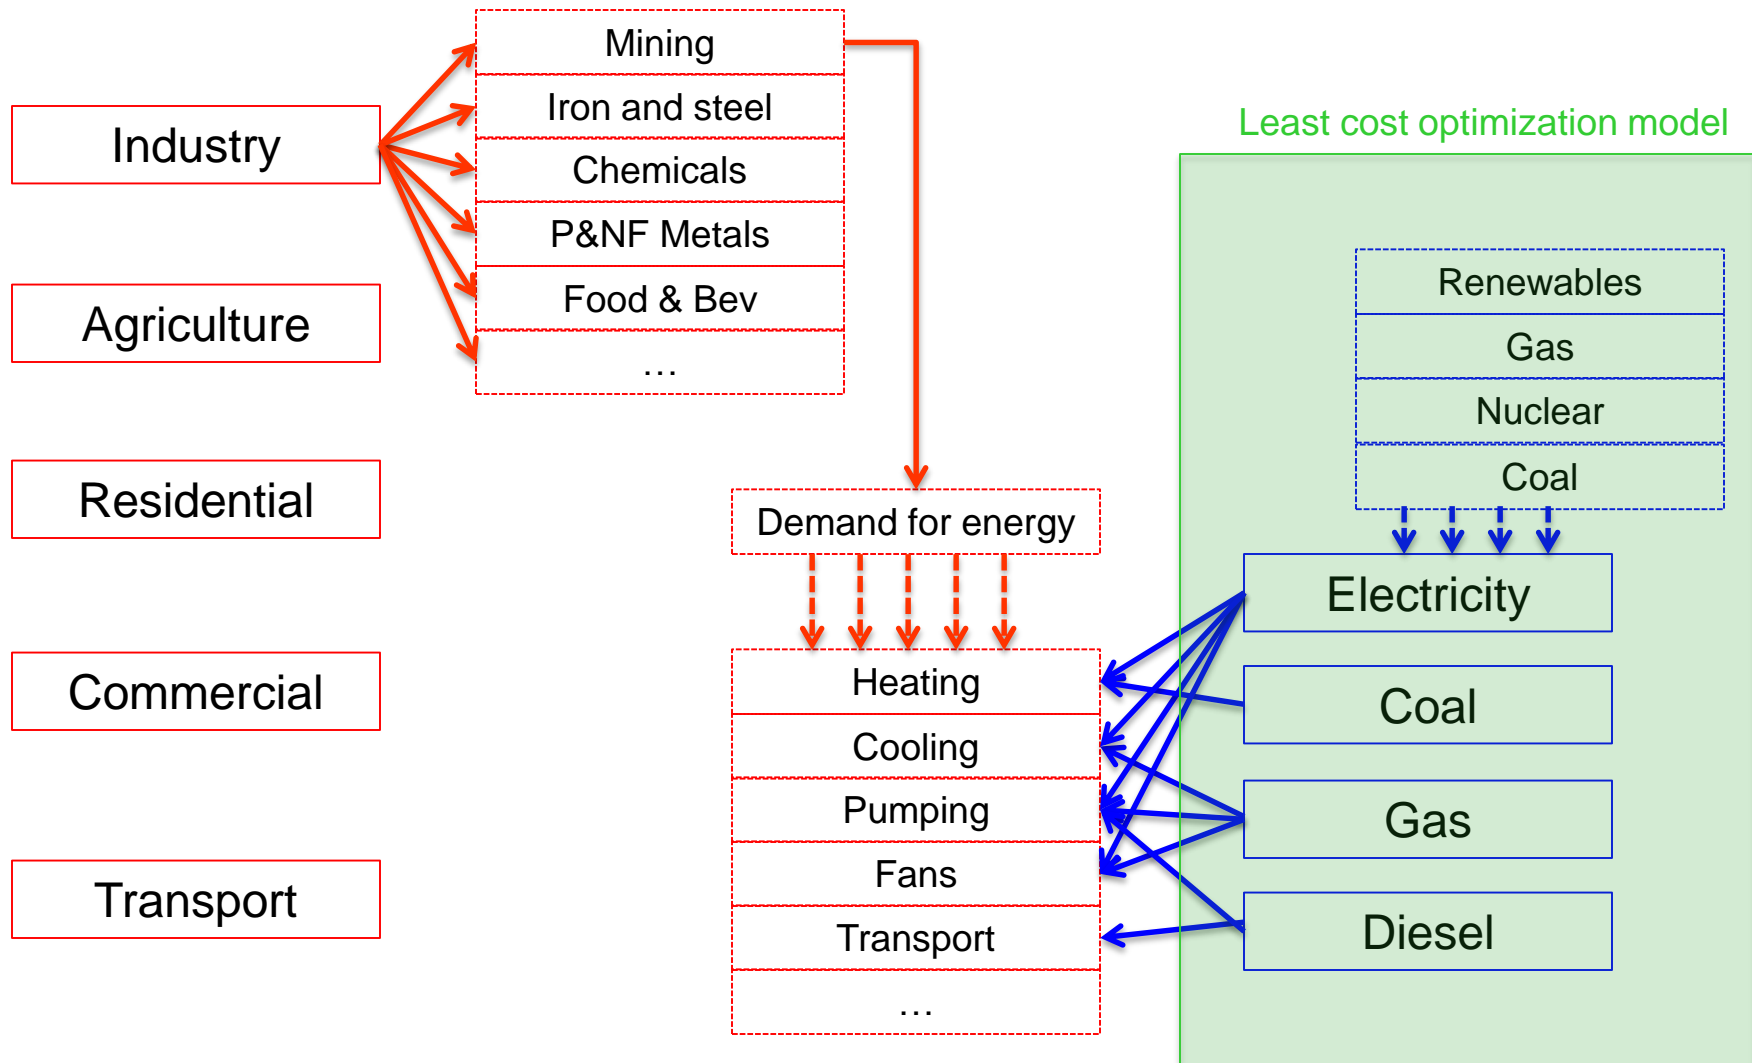 Industry
Agriculture
Residential
Commercial
Transport
Mining
Iron and steel
Chemicals
P&NF Metals
Food & Bev
…
Demand for energy
Heating
Cooling
Pumping
Fans
Transport
…
Least cost optimization model
Renewables
Gas
Nuclear
Coal
Electricity
Coal
Gas
Diesel